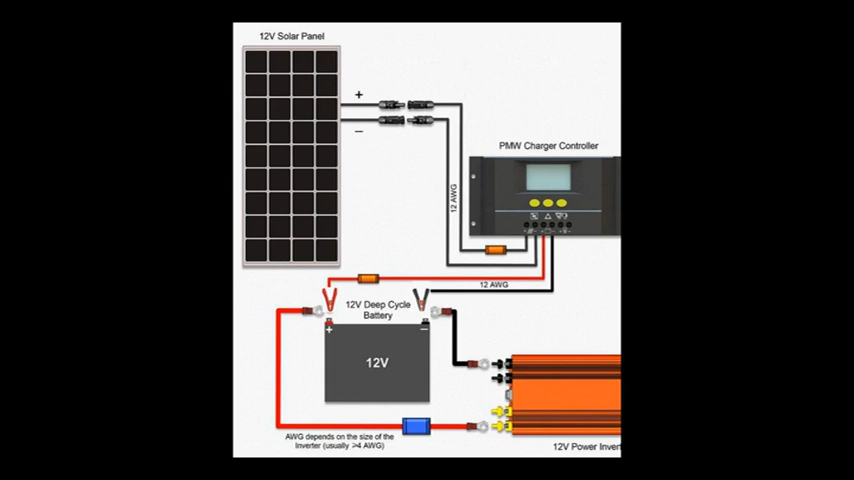 12V Solar Panel
+
−
PMW Charger Controller
12 AWG
12 AWG
12V Deep Cycle
Battery
+
−
12V
AWG depends on the size of the
Inverter (usually >4 AWG)
12V Power Inver